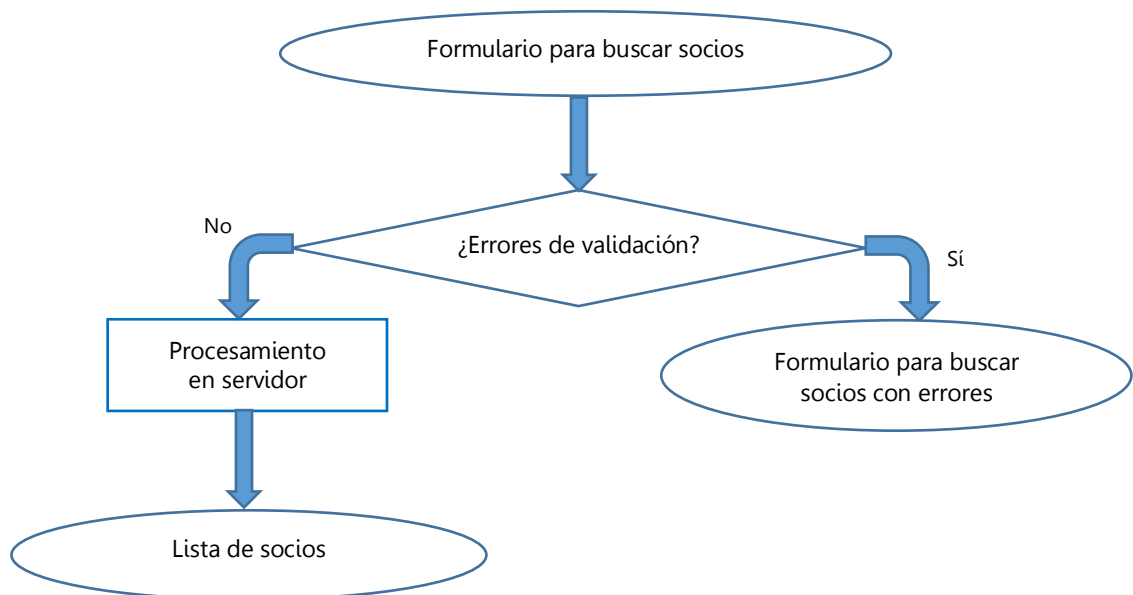 Formulario para buscar socios
No
¿Errores de validación?
Sí
Procesamiento
en servidor
Formulario para buscar
socios con errores
Lista de socios